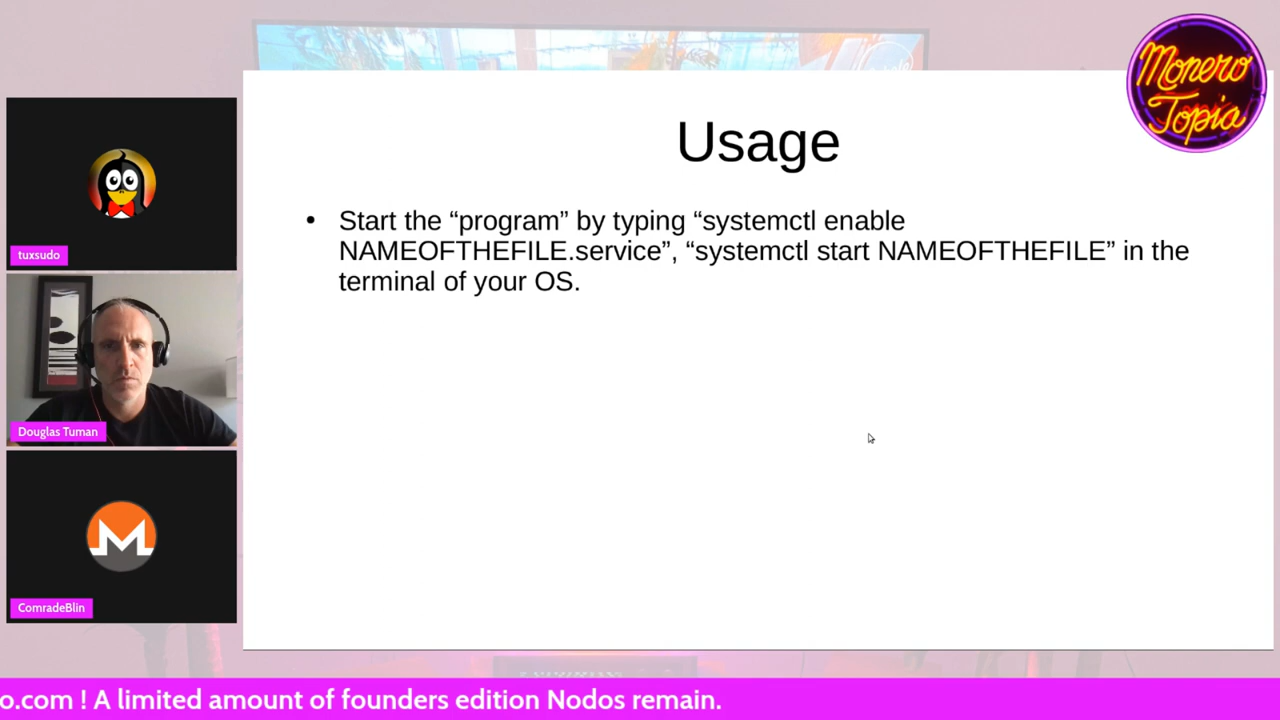 Monero
Topia
Usage
• Start the “program” by typing “systemctl enable
NAMEOFTHEFILE.service”, “systemctl start NAMEOFTHEFILE” in the
terminal of your OS.
tuxsudo
Douglas Tuman
ComradeBlin
o.com ! A limited amount of founders edition Nodos remain.